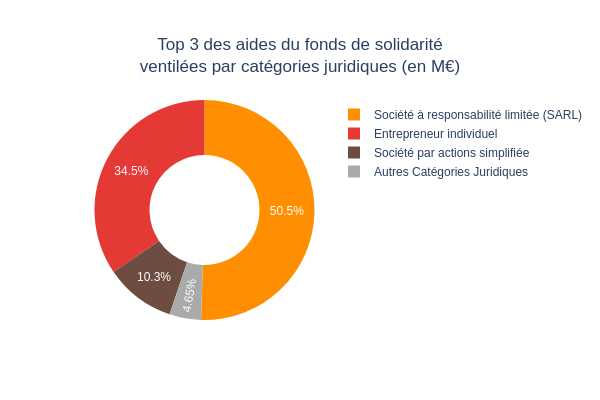 Top 3 des aides du fonds de solidarité
ventilées par catégories juridiques (en M€)
Société à responsabilité limitée (SARL)
Entrepreneur individuel
Société par actions simplifiée
Autres Catégories Juridiques
34.5%
50.5%
10.3%
4.65%